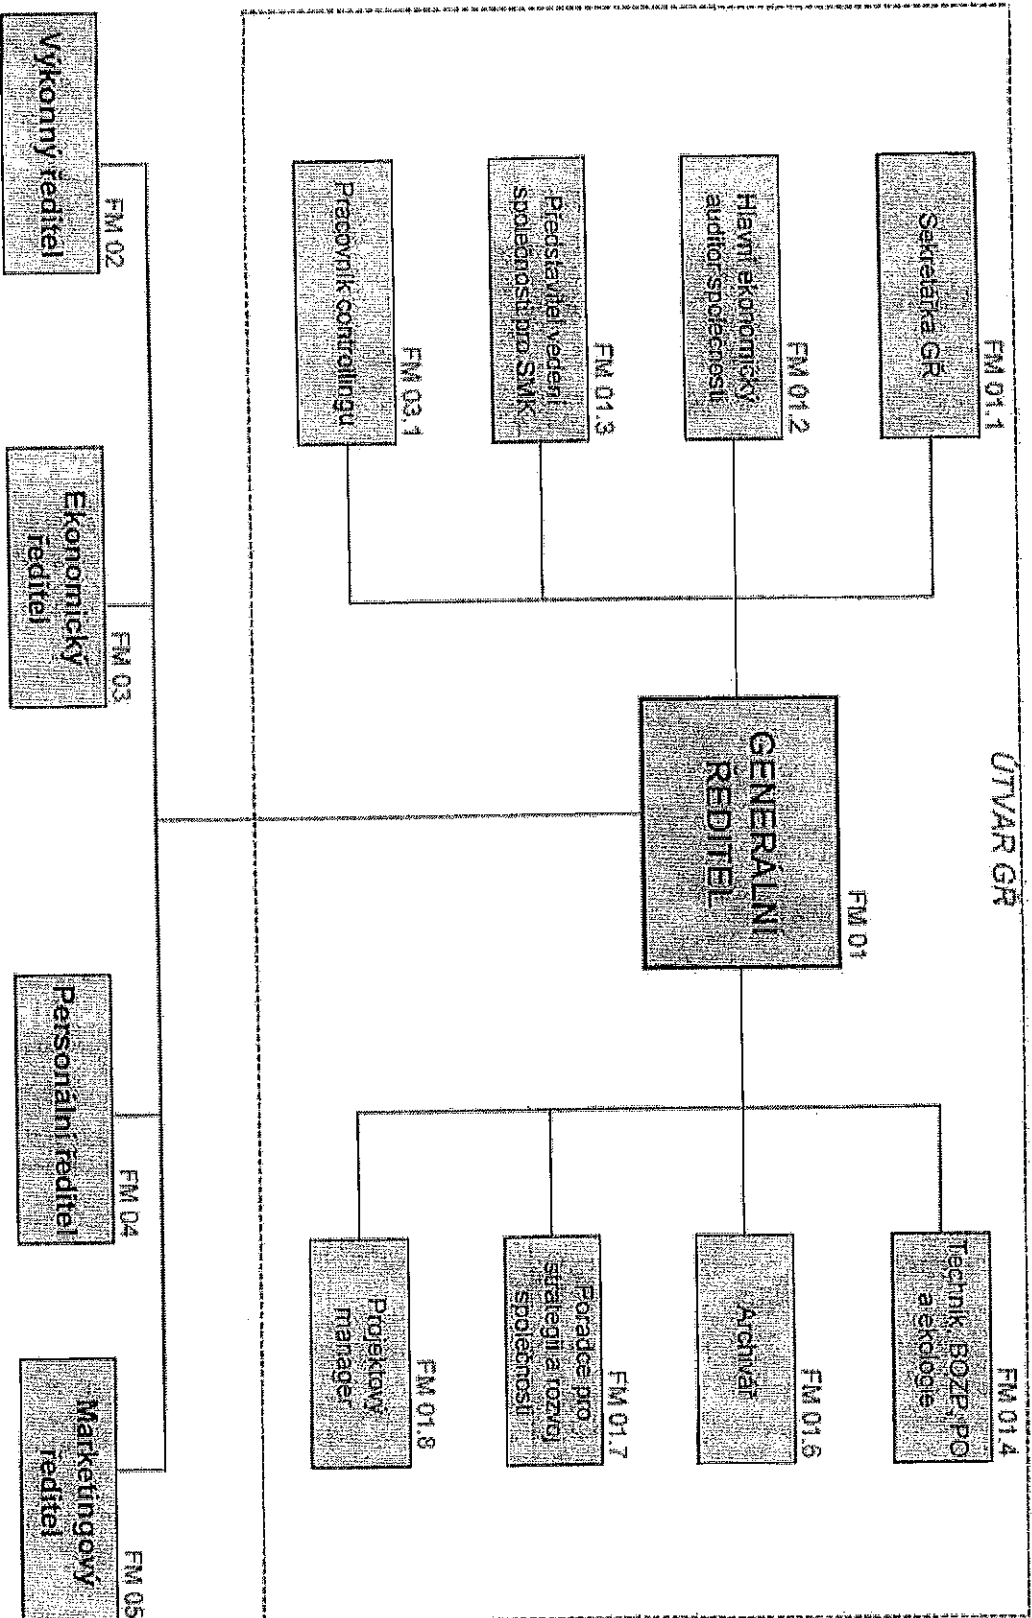 ÚTVAR GŘ
FM 01
GENERÁLNÍ
ŘEDITEL
FM 01.1
Sekretářka GŘ
FM 01.2
Hlavní ekonomický
auditor společnosti
FM 01.3
Představitel vedení
společnosti pro SMK
FM 03.1
Pracovník controllingu
FM 01.4
Technik BOZP, PO
a ekologie
FM 01.6
Archivář
FM 01.7
Poradce pro
strategii a rozvoj
společnosti
FM 01.8
Projektový
manager
FM 02
Výkonný ředitel
FM 03
Ekonomický
ředitel
FM 04
Personální ředitel
FM 05
Marketingový
ředitel